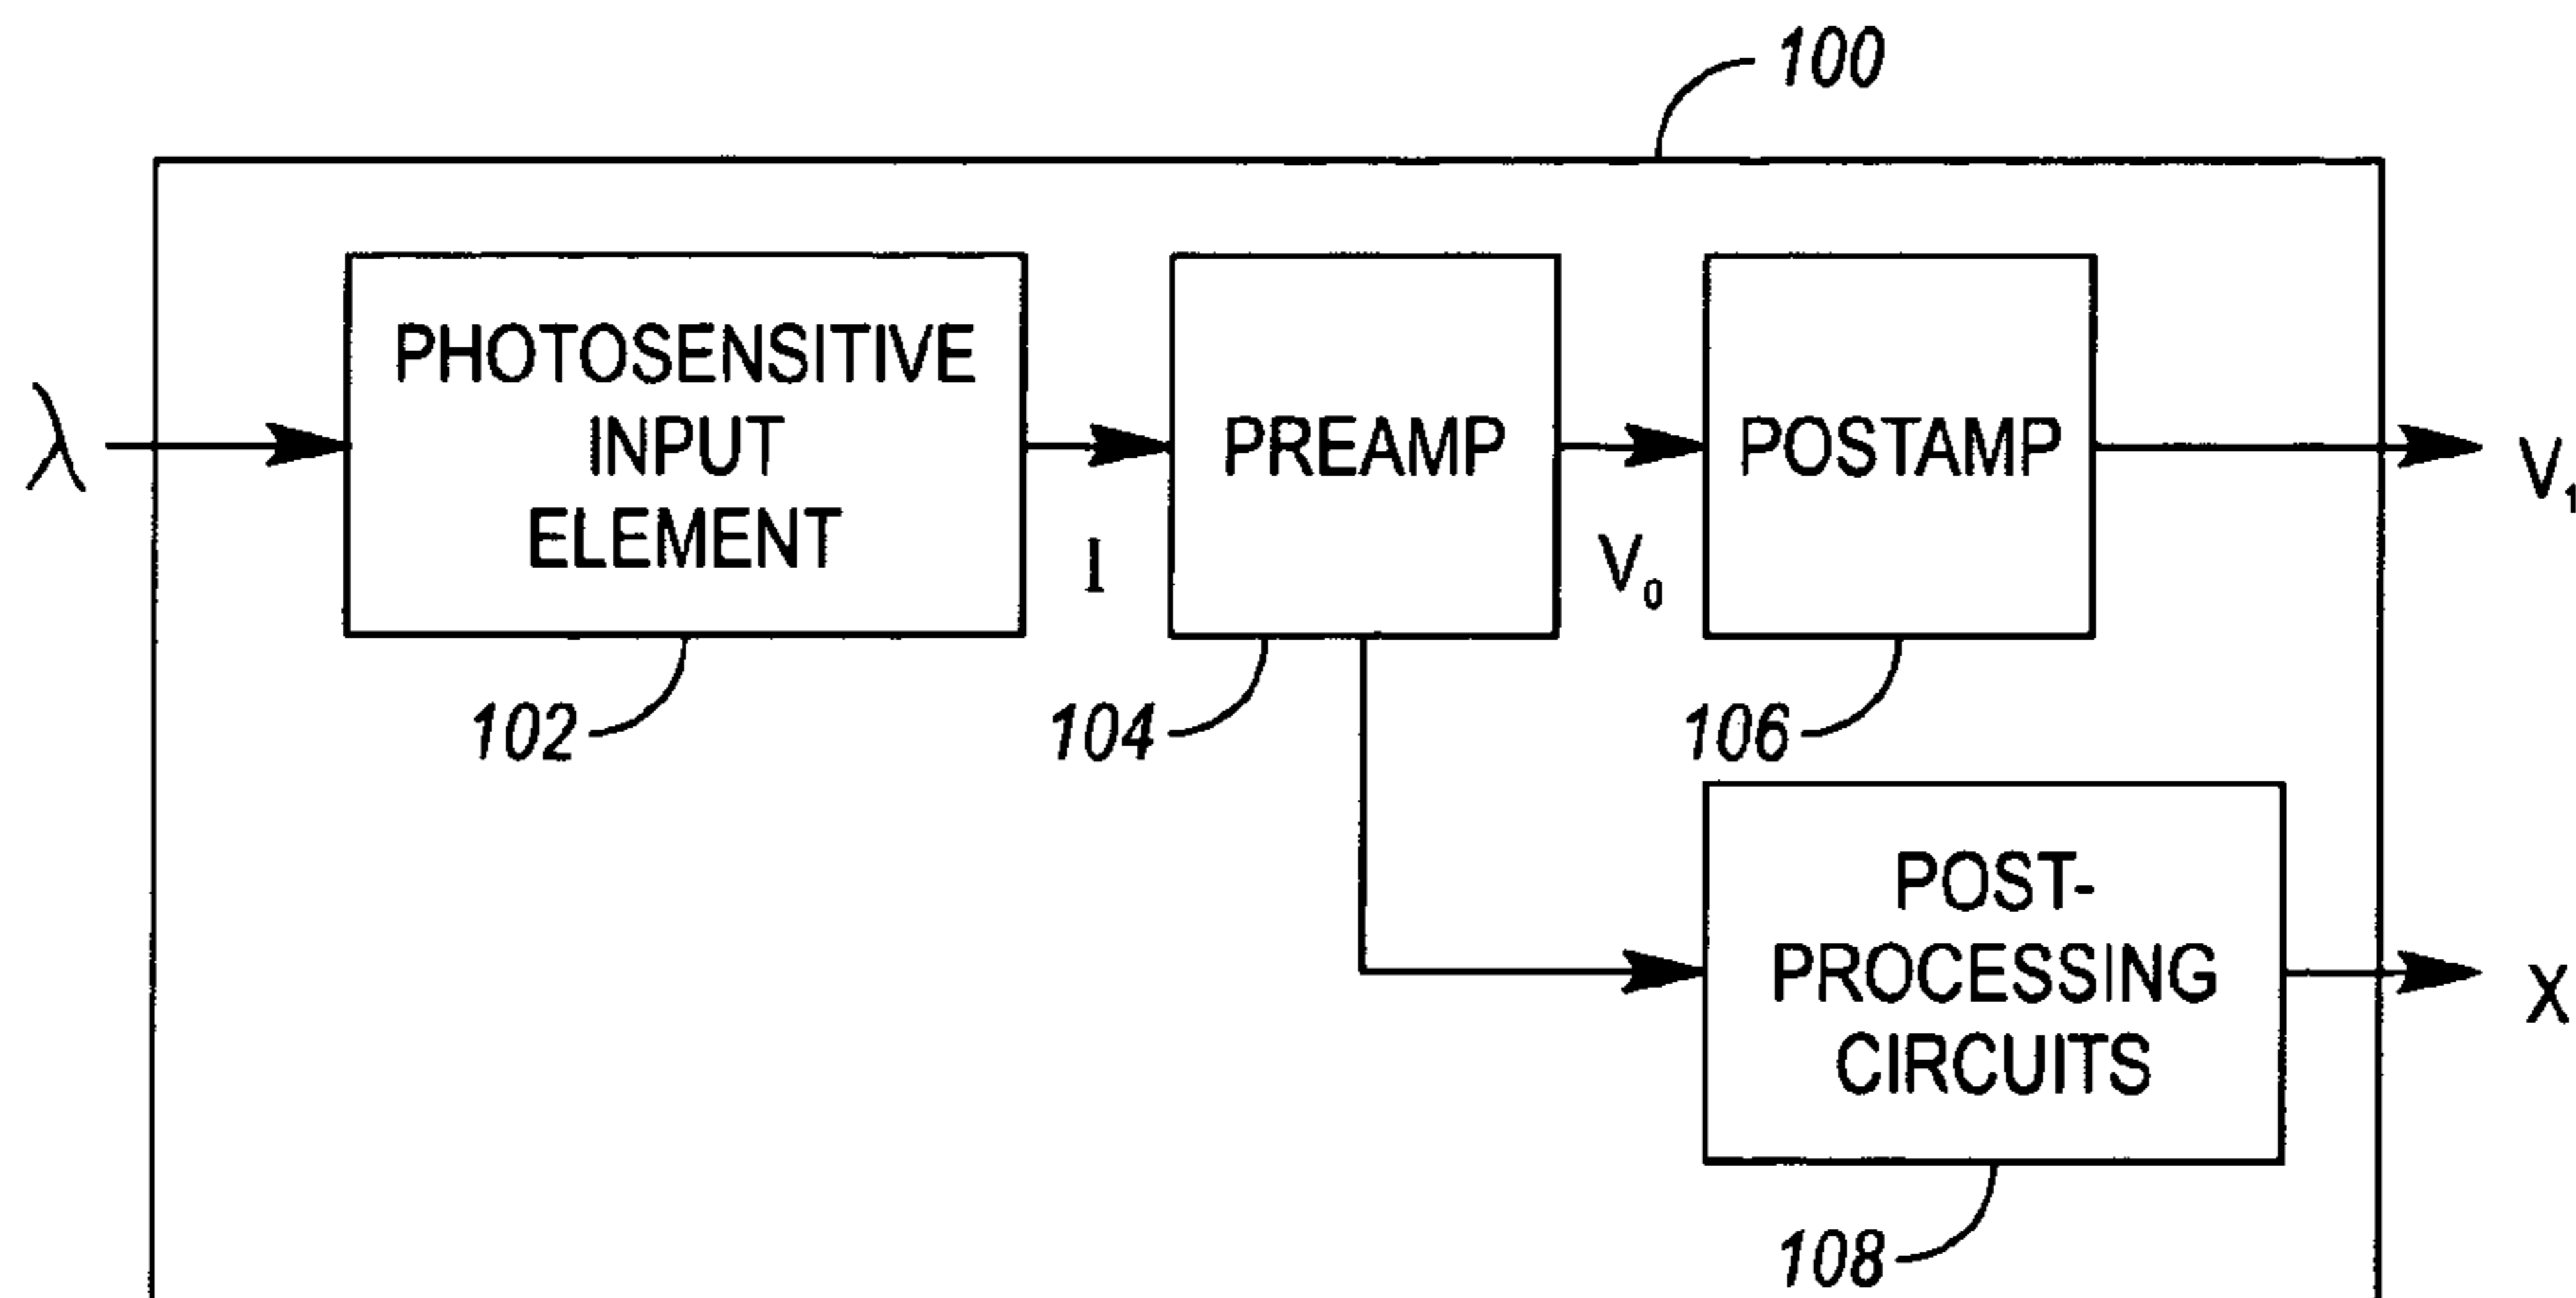 100
PHOTOSENSITIVE
INPUT
ELEMENT
PREAMP
POSTAMP
λ
I
V₀
V₁
102
104
106
POST-
PROCESSING
CIRCUITS
X
108